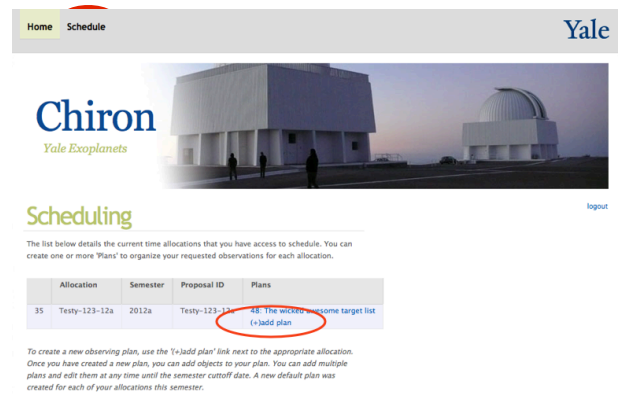 Home Schedule
Yale
Chiron
Yale Exoplanets
Scheduling
logout
The list below details the current time allocations that you have access to schedule. You can
create one or more 'Plans' to organize your requested observations for each allocation.
Allocation Semester Proposal ID Plans
35 Testy-123-12a 2012a Testy-123-12a 48: The wicked awesome target list
(+)add plan
To create a new observing plan, use the '(+)add plan' link next to the appropriate allocation.
Once you have created a new plan, you can add objects to your plan. You can add multiple
plans and edit them at any time until the semester cuttoff date. A new default plan was
created for each of your allocations this semester.